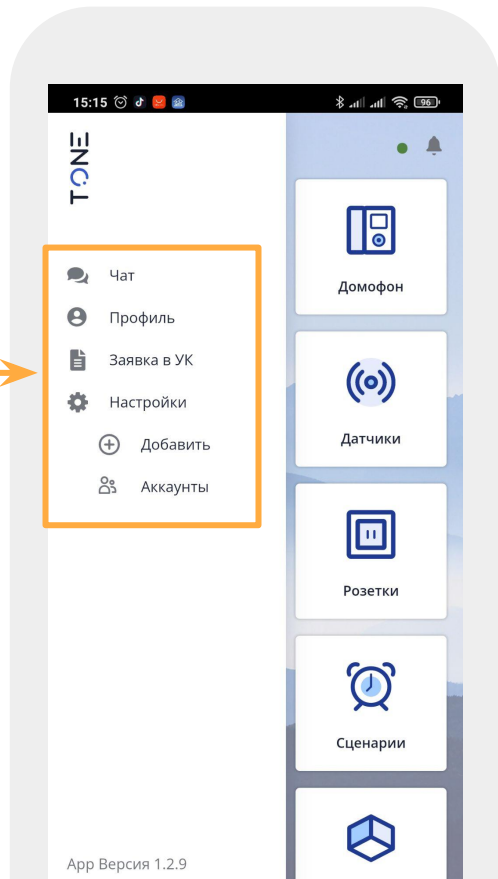 15:15
96
TONE
Чат
Профиль
Заявка в УК
Настройки
Добавить
Аккаунты
Домофон
Датчики
Розетки
Сценарии
App Версия 1.2.9